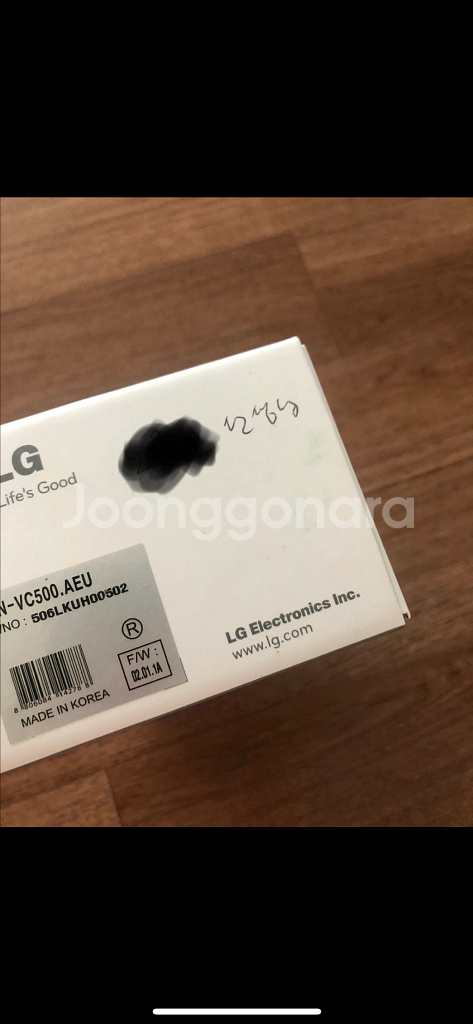 LG
Life's Good
Joonggonara
N-VC500.AEU
/NO : 506LKUH00502
R
F/W :
02.01.1A
MADE IN KOREA
LG Electronics Inc.
www.lg.com